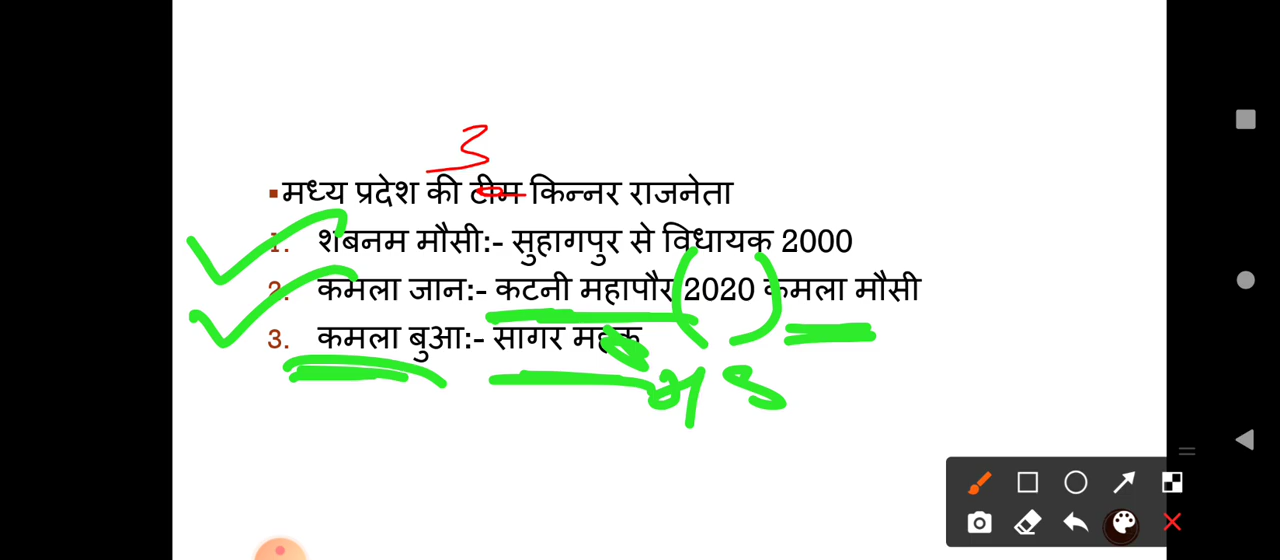 3
मध्य प्रदेश की टीम किन्नर राजनेता
1. शबनम मौसी:- सुहागपुर से विधायक 2000
2. कमला जान:- कटनी महापौर 2020 कमला मौसी
3. कमला बुआ:- सागर